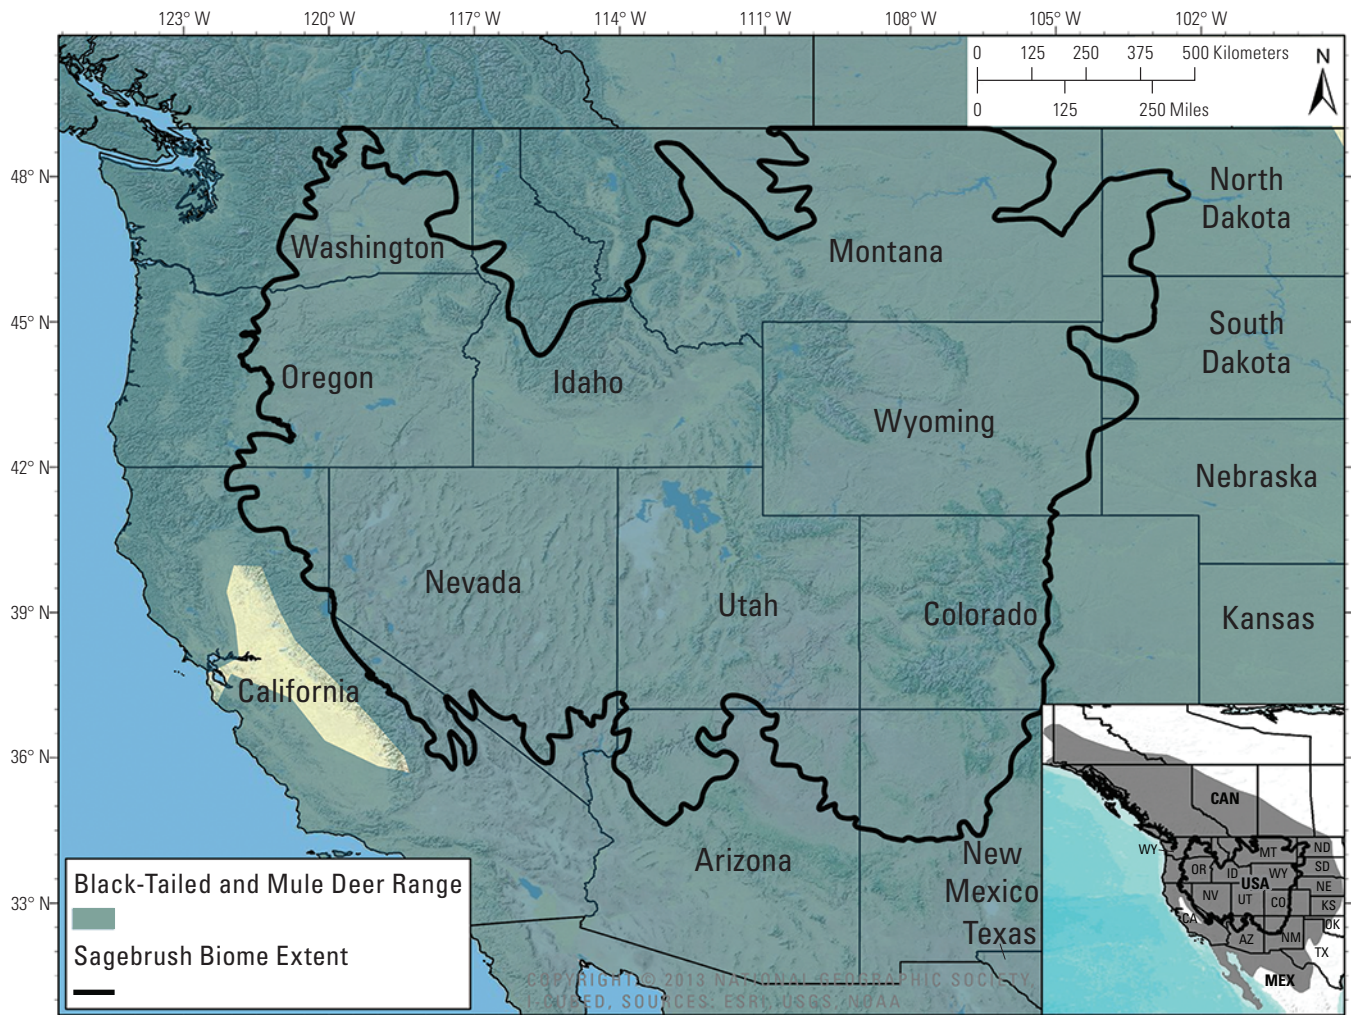 123° W 120° W 117° W 114° W 111° W 108° W 105° W 102° W
0 125 250 375 500 Kilometers
0 125 250 Miles
N
48° N
45° N
42° N
39° N
36° N
33° N
Washington
Montana
North
Dakota
Oregon
Idaho
Wyoming
South
Dakota
Nebraska
Nevada
Utah
Colorado
Kansas
California
Arizona
New
Mexico
Texas
Black-Tailed and Mule Deer Range
Sagebrush Biome Extent
COPYRIGHT:© 2013 NATIONAL GEOGRAPHIC SOCIETY,
SOURCES: ESRI, USGS, NOAA
CAN
WY
MT
ND
OR
ID
WY
SD
USA
NE
NV
UT
CO
KS
CA
OK
AZ
NM
TX
MEX